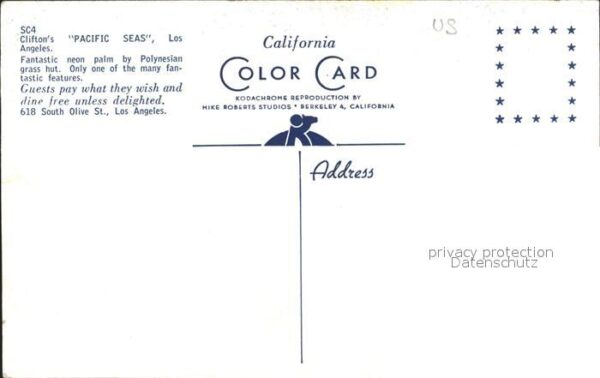 SC4
Clifton's "PACIFIC SEAS", Los
Angeles.
Fantastic neon palm by Polynesian
grass hut. Only one of the many fan-
tastic features.
Guests pay what they wish and
dine free unless delighted.
618 South Olive St., Los Angeles.
US
California
COLOR CARD
KODACHROME REPRODUCTION BY
MIKE ROBERTS STUDIOS • BERKELEY 4, CALIFORNIA
Address
privacy protection
Datenschutz